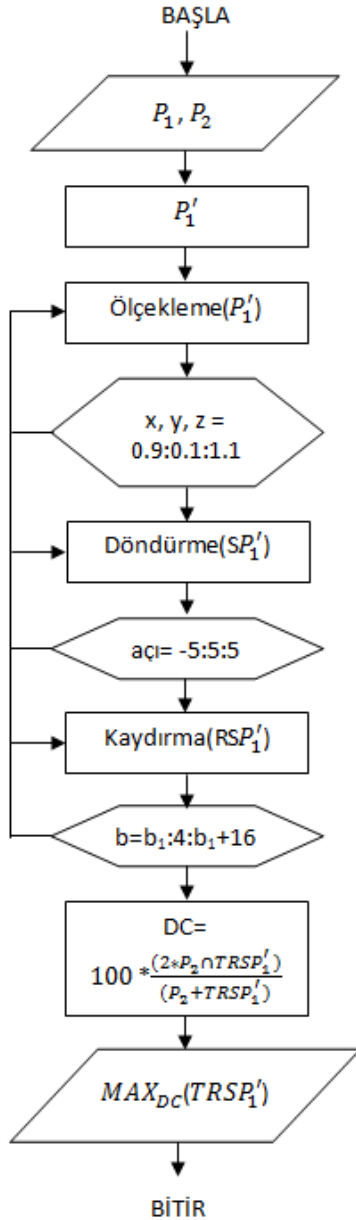 BAŞLA
P₁, P₂
P₁′
Ölçekleme(P₁′)
x, y, z =
0.9:0.1:1.1
Döndürme(SP₁′)
açı= -5:5:5
Kaydırma(RSP₁′)
b=b₁:4:b₁+16
DC=
100 * (2*P₂∩TRSP₁′) / (P₂+TRSP₁′)
MAX_DC(TRSP₁′)
BİTİR